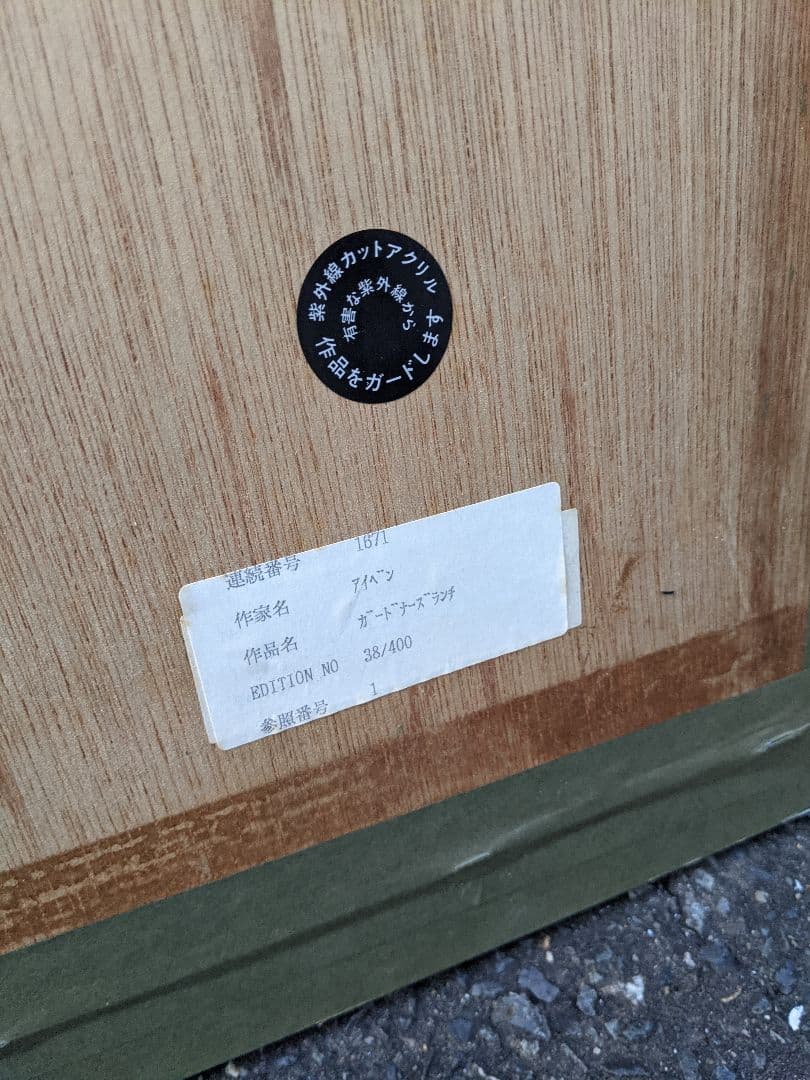 紫外線カットアクリル
有害な紫外線から
作品をガードします
連続番号 1671
作家名 ｱｲﾍﾞﾝ
作品名 ｶﾞｰﾄﾞﾅｰｽﾞﾗﾝﾁ
EDITION NO 38/400
参照番号 1